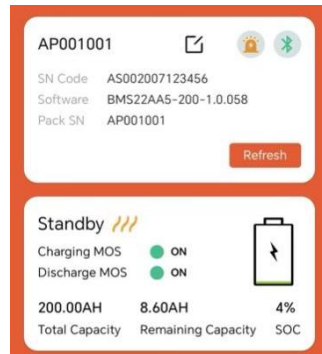 AP001001
SN Code AS002007123456
Software BMS22AA5-200-1.0.058
Pack SN AP001001
Refresh
Standby
Charging MOS ON
Discharge MOS ON
200.00AH 8.60AH 4%
Total Capacity Remaining Capacity SOC